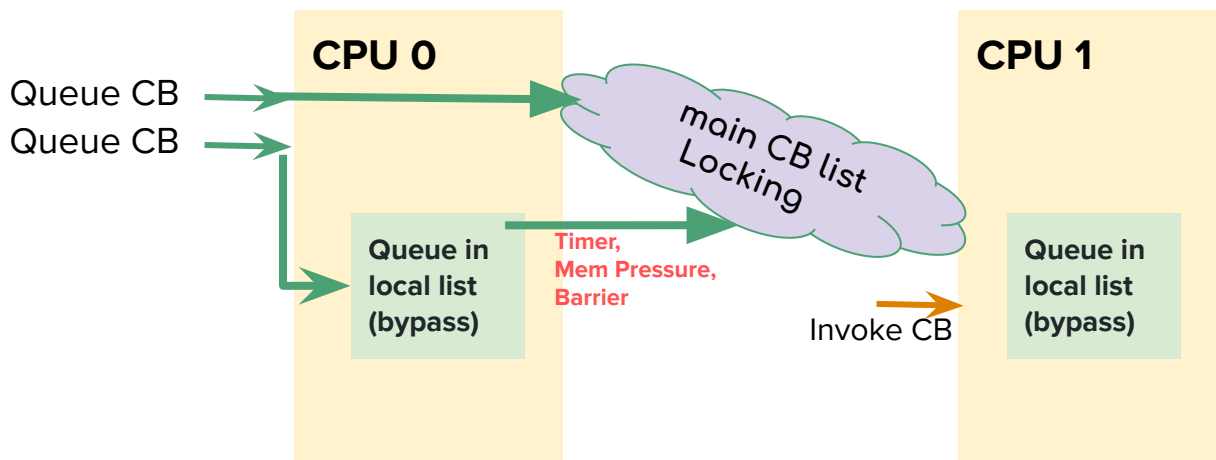 CPU 0
CPU 1
Queue CB
Queue CB
main CB list
Locking
Queue in
local list
(bypass)
Timer,
Mem Pressure,
Barrier
Invoke CB
Queue in
local list
(bypass)